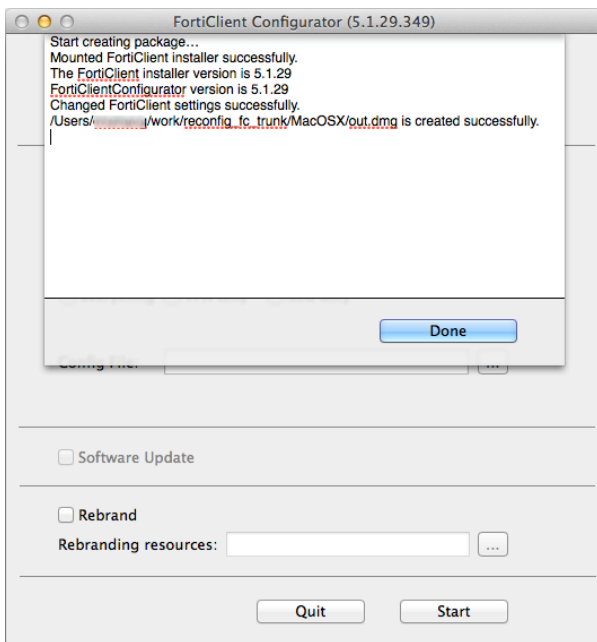 FortiClient Configurator (5.1.29.349)
Start creating package...
Mounted FortiClient installer successfully.
The FortiClient installer version is 5.1.29
FortiClientConfigurator version is 5.1.29
Changed FortiClient settings successfully.
/Users/ /work/reconfig_fc_trunk/MacOSX/out.dmg is created successfully.
Done
Config File:
...
Software Update
Rebrand
Rebranding resources:
...
Quit
Start